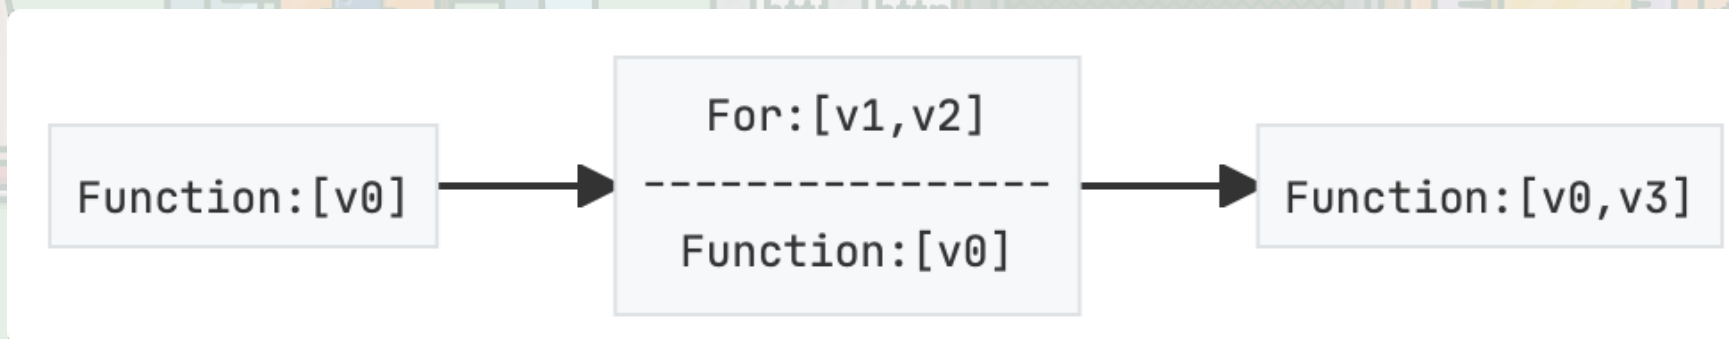 Function:[v0]
For:[v1,v2]
----------------
Function:[v0]
Function:[v0,v3]